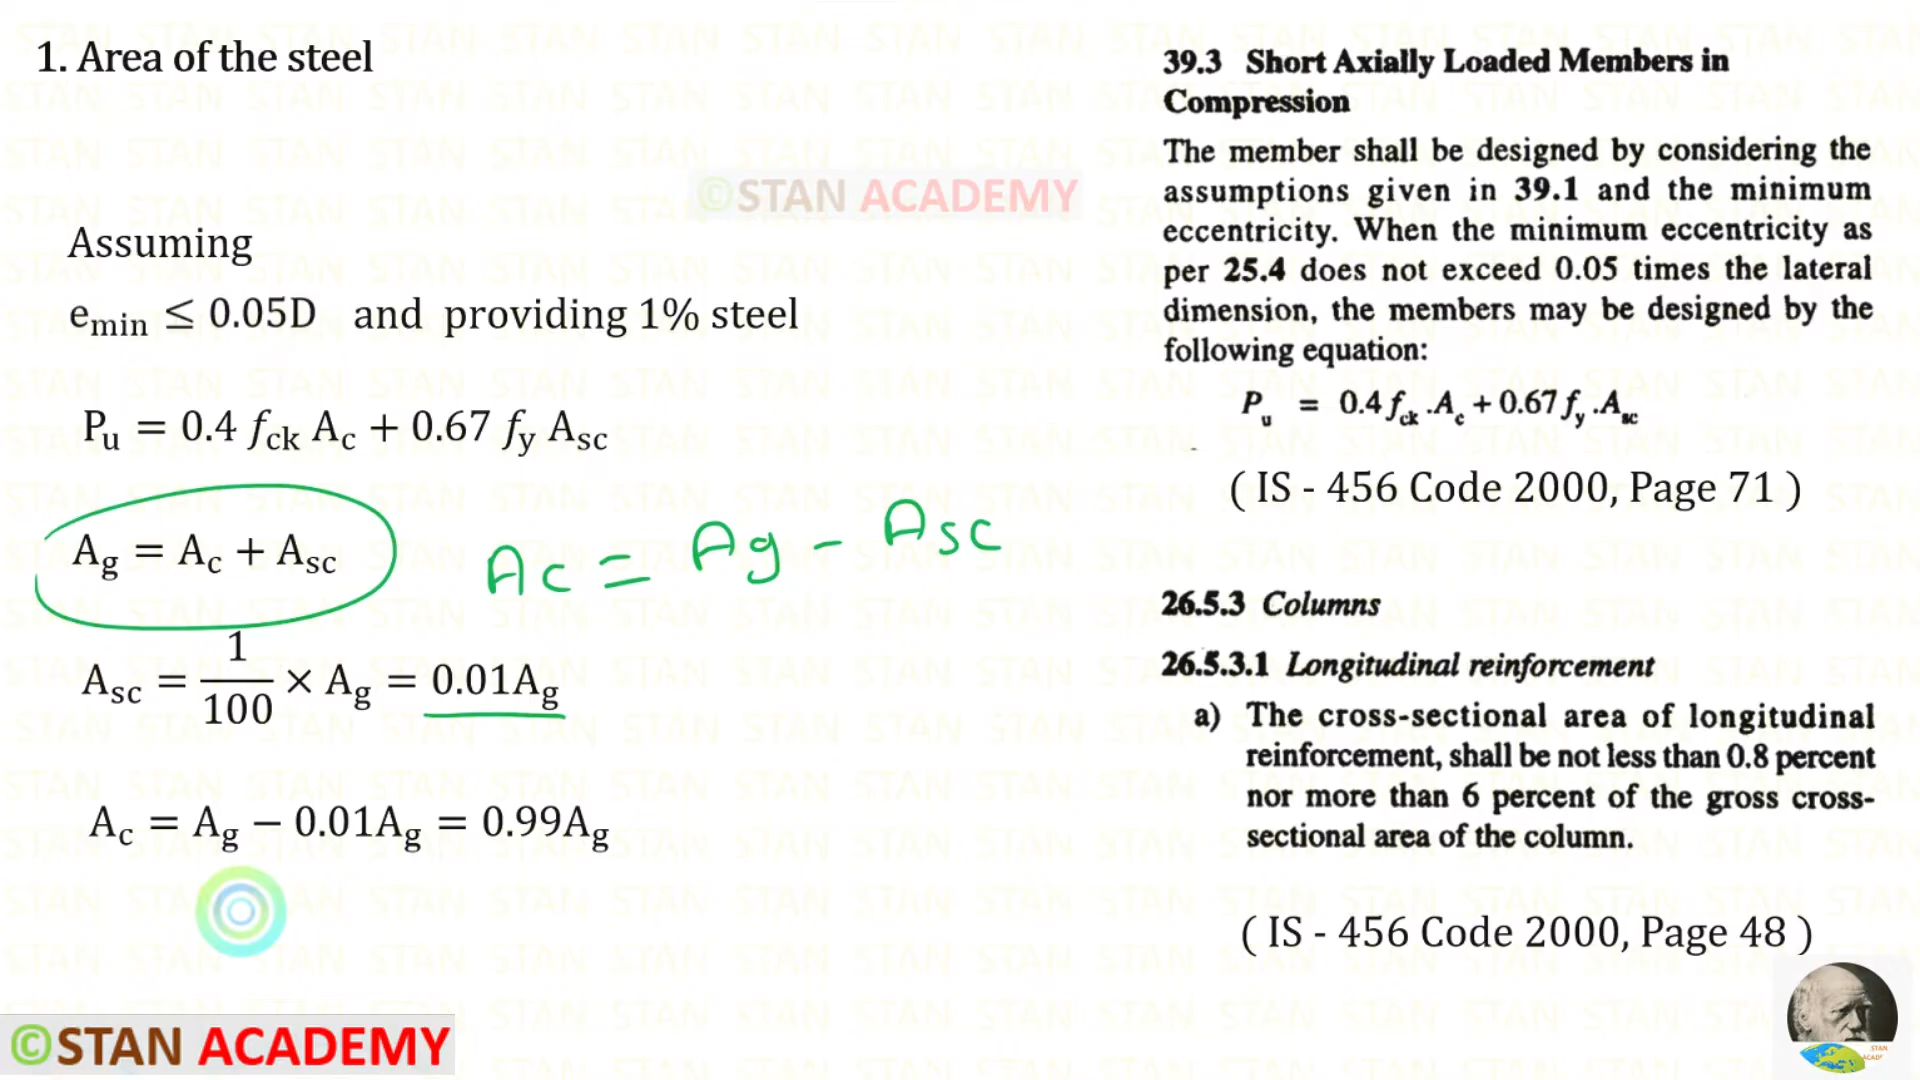 1. Area of the steel
Assuming
e_min ≤ 0.05D and providing 1% steel
P_u = 0.4 f_ck A_c + 0.67 f_y A_sc
A_g = A_c + A_sc
Ac = Ag - Asc
A_sc = 1/100 × A_g = 0.01A_g
A_c = A_g − 0.01A_g = 0.99A_g
©STAN ACADEMY
39.3 Short Axially Loaded Members in
Compression
The member shall be designed by considering the
assumptions given in 39.1 and the minimum
eccentricity. When the minimum eccentricity as
per 25.4 does not exceed 0.05 times the lateral
dimension, the members may be designed by the
following equation:
P_u = 0.4 f_ck .A_c + 0.67 f_y .A_sc
( IS - 456 Code 2000, Page 71 )
26.5.3 Columns
26.5.3.1 Longitudinal reinforcement
a) The cross-sectional area of longitudinal
reinforcement, shall be not less than 0.8 percent
nor more than 6 percent of the gross cross-
sectional area of the column.
( IS - 456 Code 2000, Page 48 )
©STAN ACADEMY
STAN